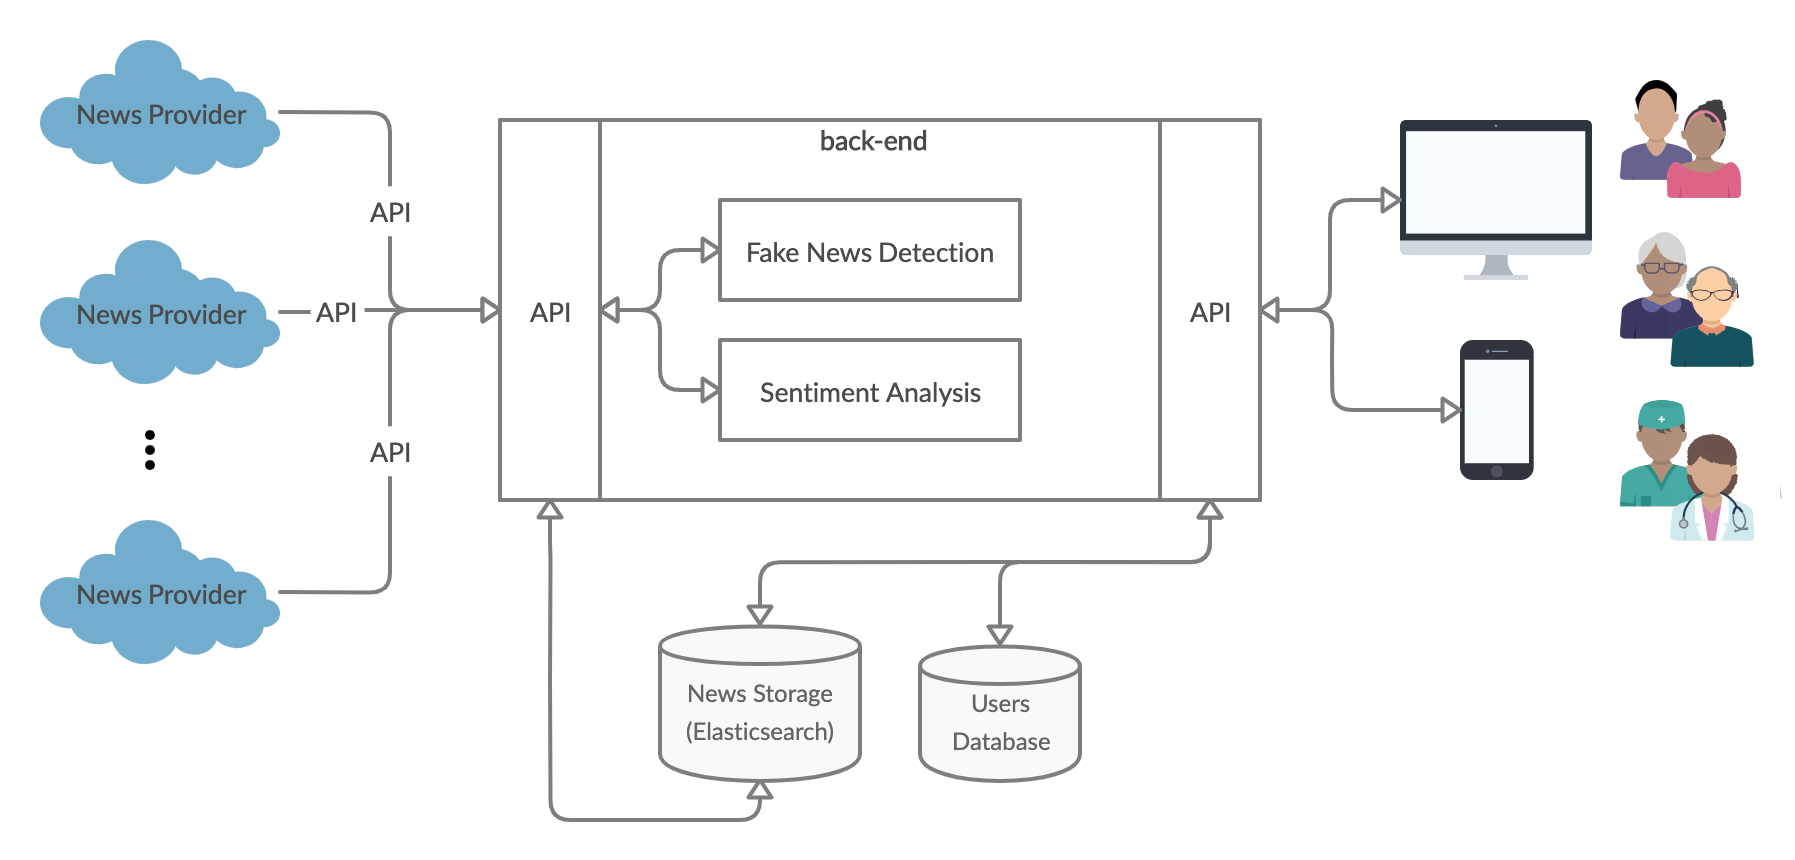 News Provider
API
News Provider
API
API
News Provider
API
back-end
Fake News Detection
Sentiment Analysis
API
News Storage
(Elasticsearch)
Users
Database